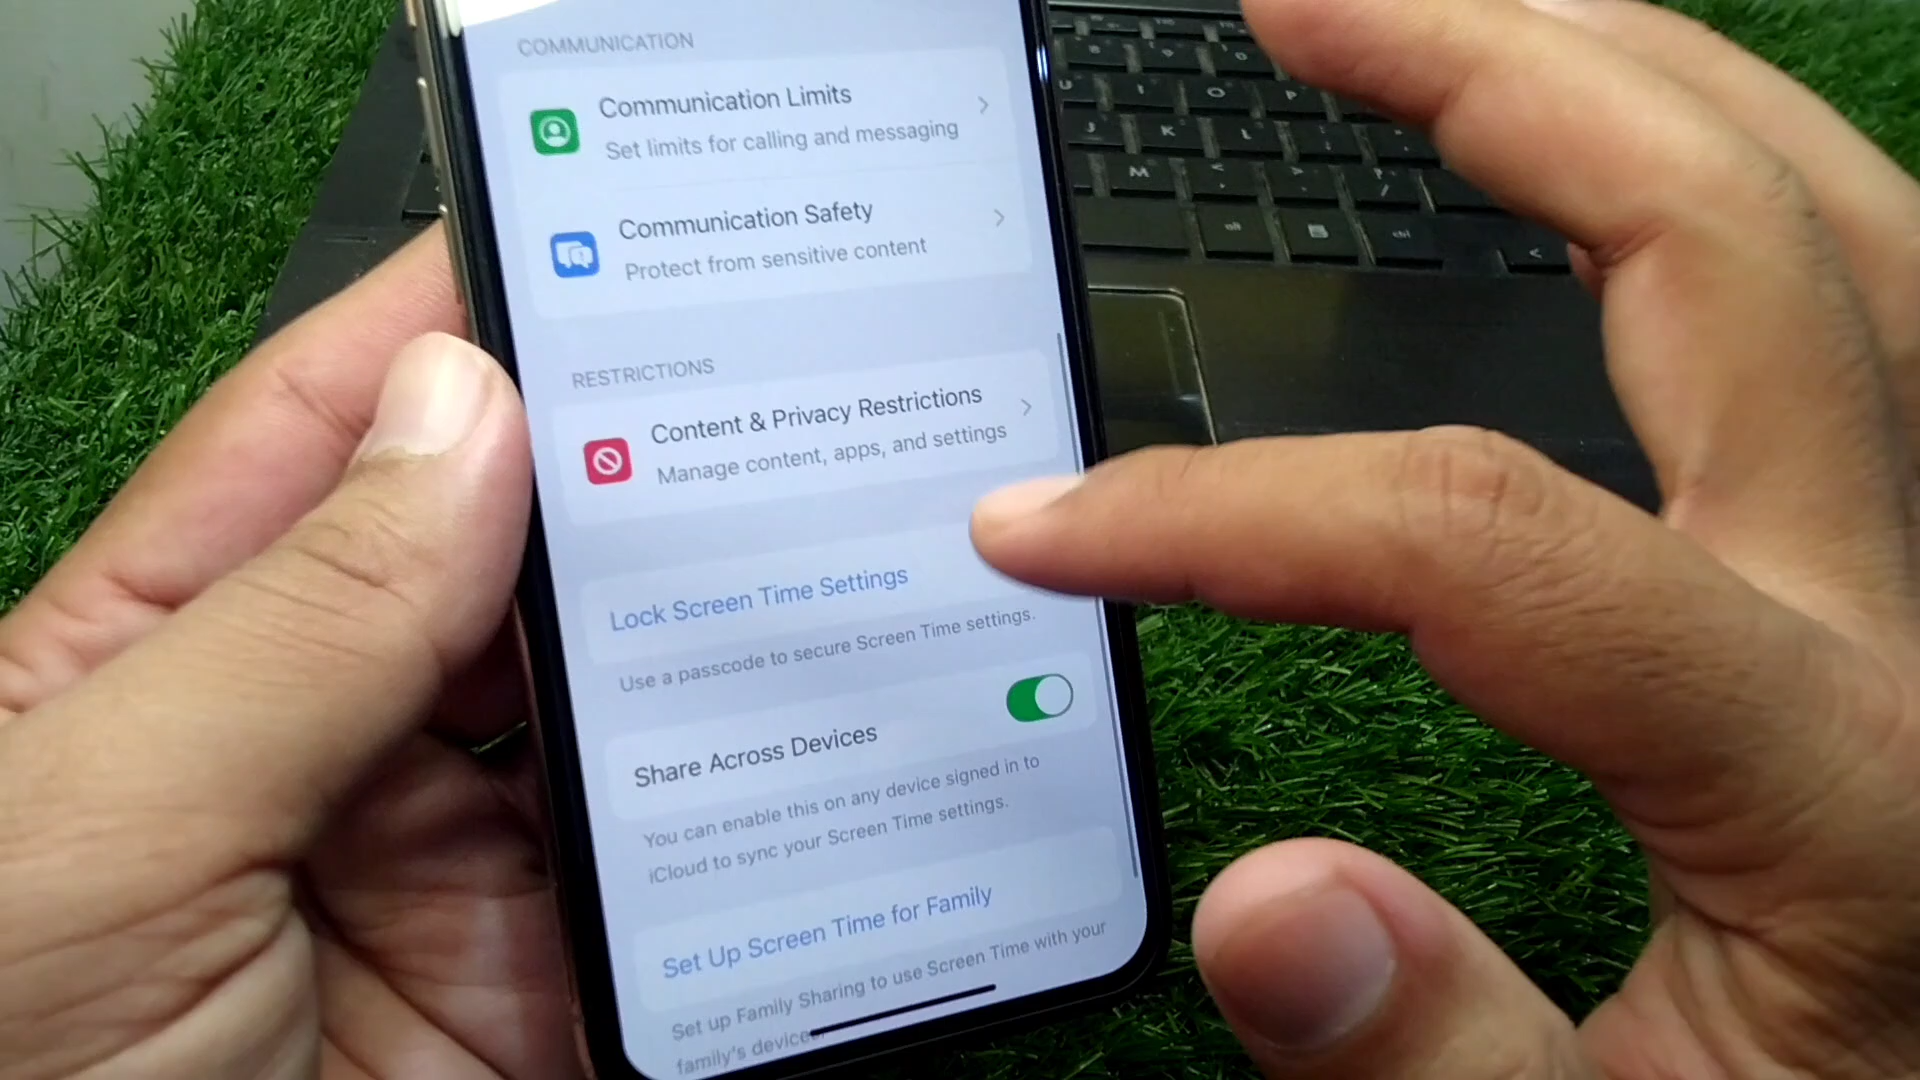 COMMUNICATION
Communication Limits
Set limits for calling and messaging
Communication Safety
Protect from sensitive content
RESTRICTIONS
Content & Privacy Restrictions
Manage content, apps, and settings
Lock Screen Time Settings
Use a passcode to secure Screen Time settings.
Share Across Devices
You can enable this on any device signed in to
iCloud to sync your Screen Time settings.
Set Up Screen Time for Family
Set up Family Sharing to use Screen Time with your
family's device
U I O P
J K L
M < > ? /
alt ctrl <